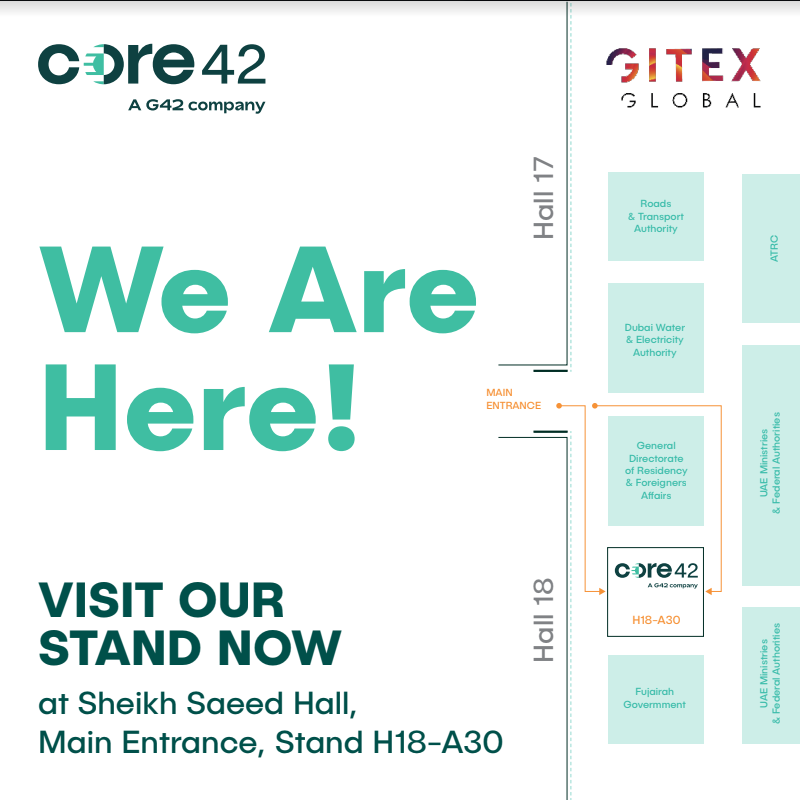 core42
A G42 company
GITEX
GLOBAL
We Are
Here!
VISIT OUR
STAND NOW
at Sheikh Saeed Hall,
Main Entrance, Stand H18-A30
Hall 17
Hall 18
MAIN
ENTRANCE
Roads
& Transport
Authority
Dubai Water
& Electricity
Authority
General
Directorate
of Residency
& Foreigners
Affairs
core42
A G42 company
H18-A30
Fujairah
Government
ATRC
UAE Ministries
& Federal Authorities
UAE Ministries
& Federal Authorities